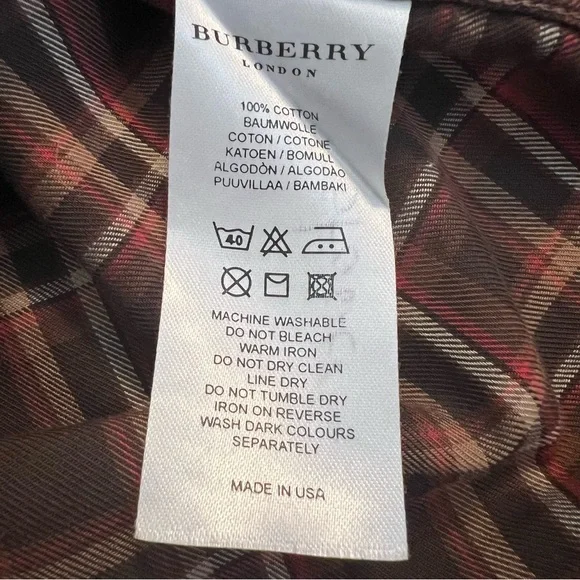 BURBERRY
LONDON
100% COTTON
BAUMWOLLE
COTON / COTONE
KATOEN / BOMULL
ALGODÒN / ALGODÀO
PUUVILLAA / BAMBAKI
40
MACHINE WASHABLE
DO NOT BLEACH
WARM IRON
DO NOT DRY CLEAN
LINE DRY
DO NOT TUMBLE DRY
IRON ON REVERSE
WASH DARK COLOURS
SEPARATELY
MADE IN USA